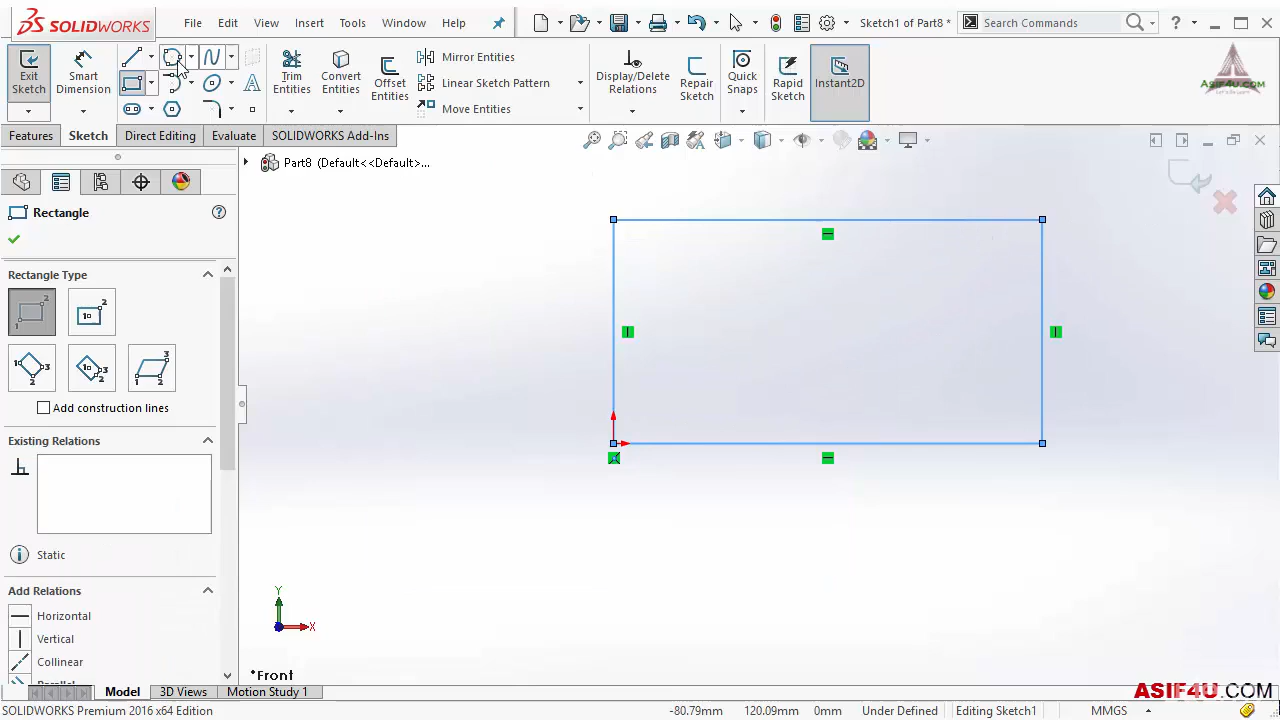 SOLIDWORKS
File Edit View Insert Tools Window Help
Sketch1 of Part8 *
Search Commands
?
Exit Sketch
Smart Dimension
Trim Entities
Convert Entities
Offset Entities
Mirror Entities
Linear Sketch Pattern
Move Entities
Display/Delete Relations
Repair Sketch
Quick Snaps
Rapid Sketch
Instant2D
Asif4u.com
Features Sketch Direct Editing Evaluate SOLIDWORKS Add-Ins
Part8 (Default<<Default>...
Rectangle
?
Rectangle Type
Add construction lines
Existing Relations
Static
Add Relations
Horizontal
Vertical
Collinear
Parallel
Y
X
*Front
Model 3D Views Motion Study 1
ASIF4U.COM
SOLIDWORKS Premium 2016 x64 Edition
-80.79mm 120.09mm 0mm Under Defined Editing Sketch1 MMGS